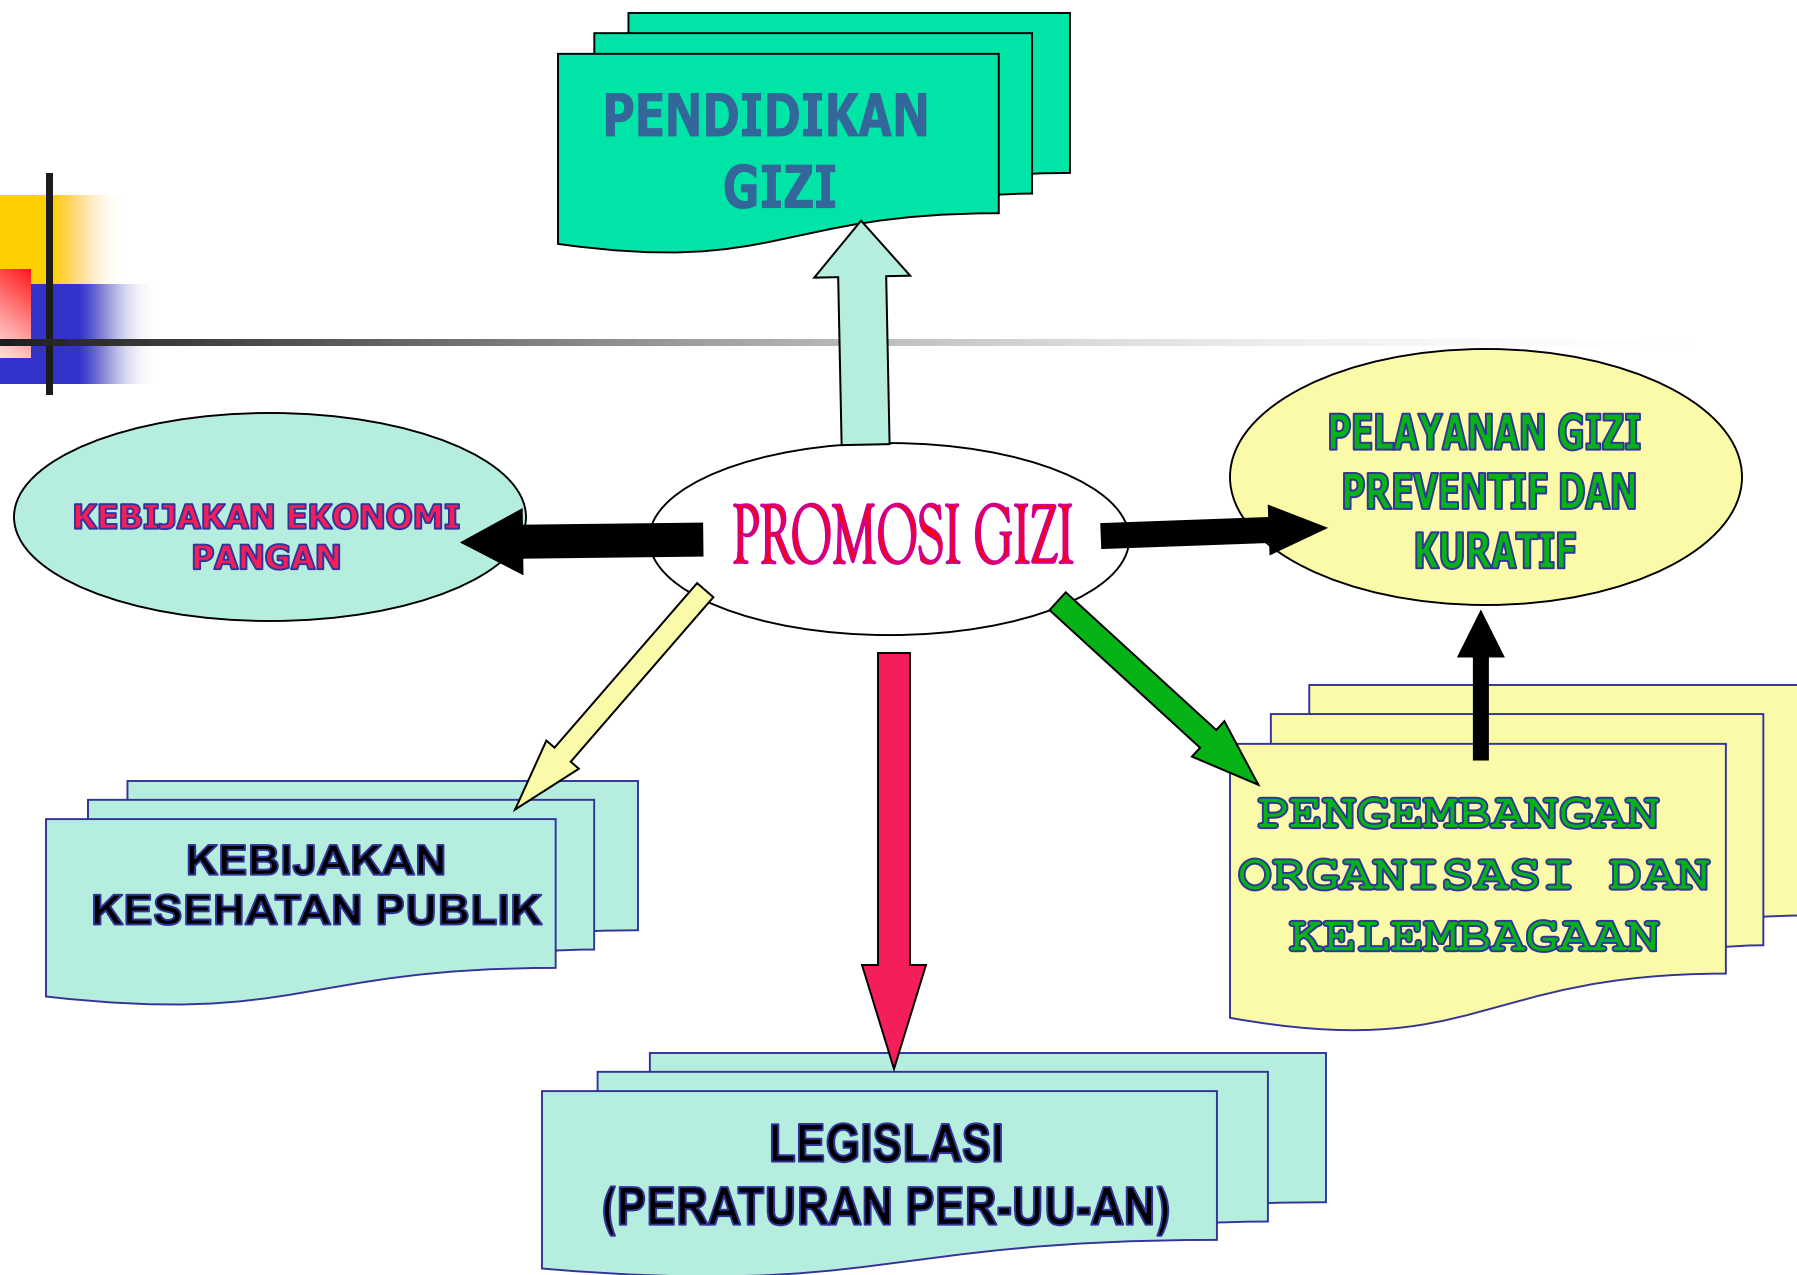 PENDIDIKAN
GIZI
PELAYANAN GIZI
PREVENTIF DAN
KURATIF
KEBIJAKAN EKONOMI
PANGAN
PROMOSI GIZI
KEBIJAKAN
KESEHATAN PUBLIK
PENGEMBANGAN
ORGANISASI DAN
KELEMBAGAAN
LEGISLASI
(PERATURAN PER-UU-AN)